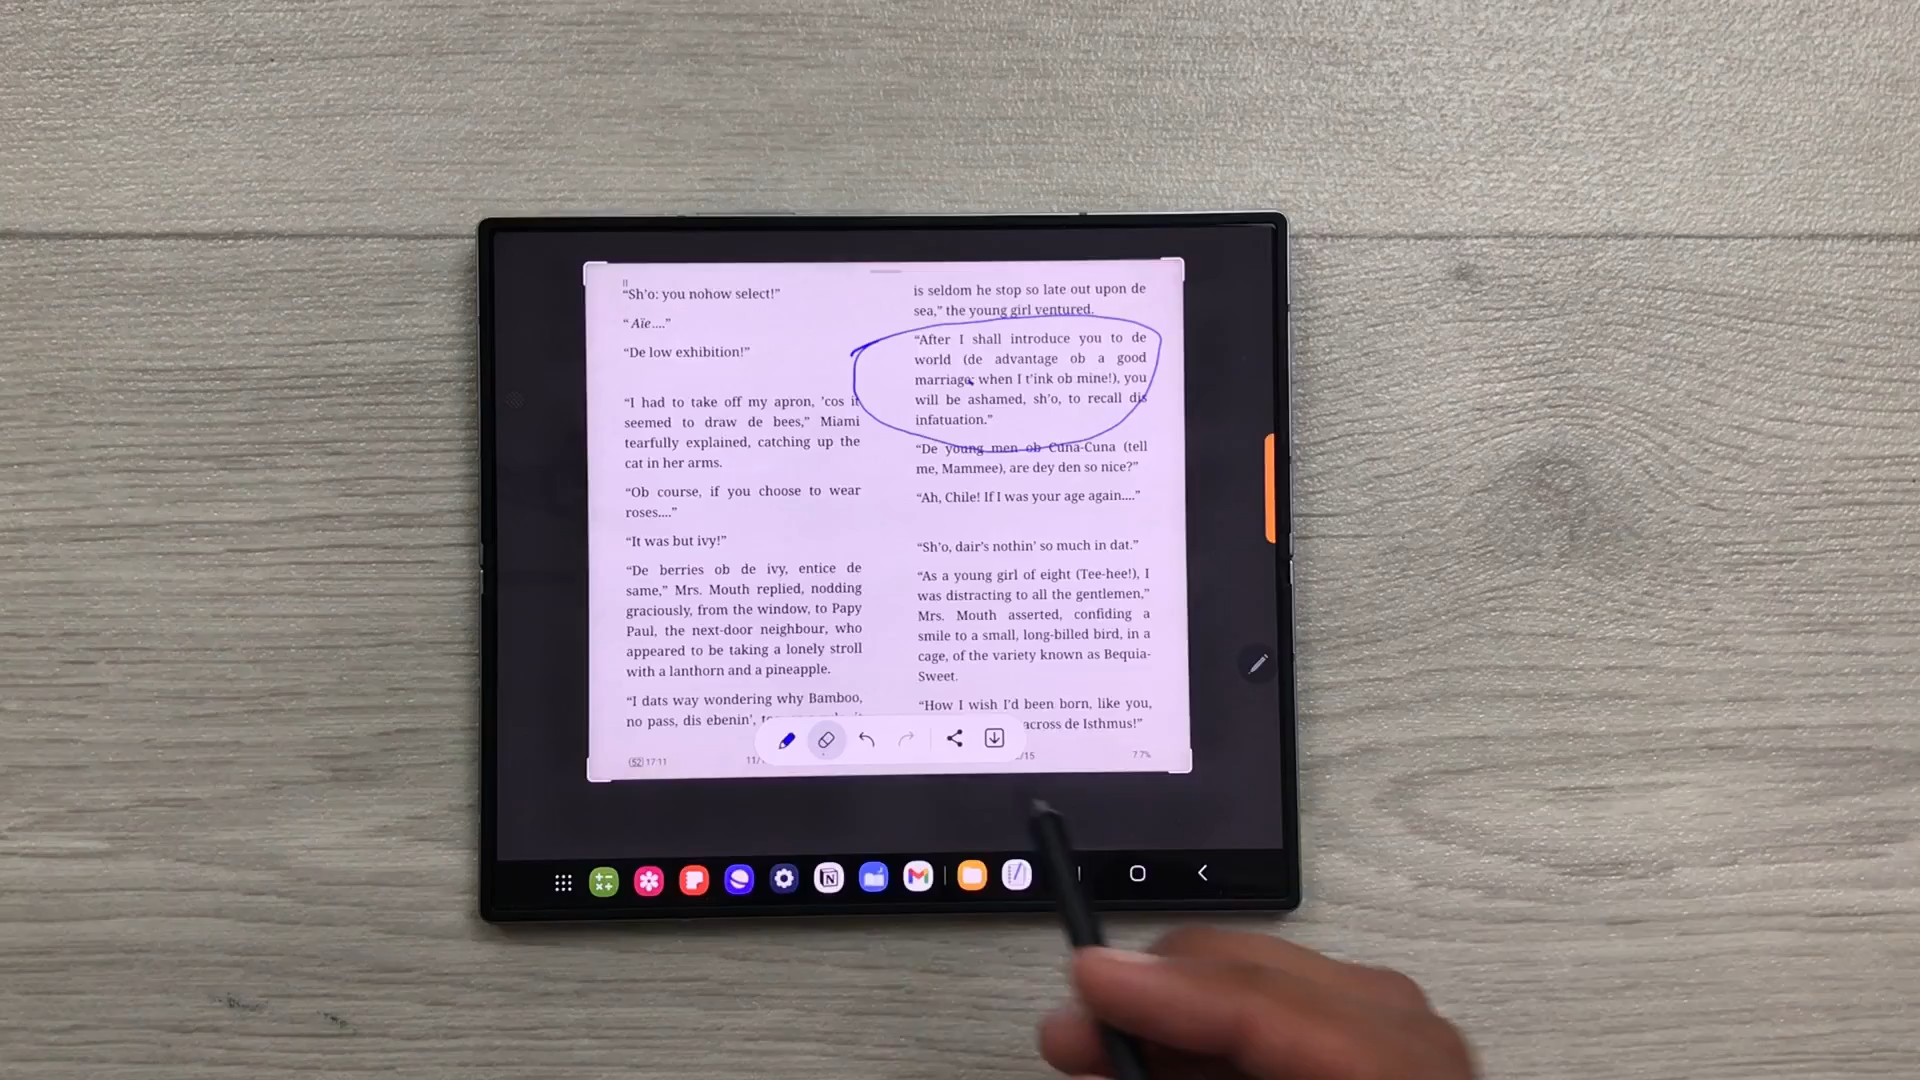 “Sh’o: you nohow select!”
“Aïe....”
“De low exhibition!”
“I had to take off my apron, ’cos it
seemed to draw de bees,” Miami
tearfully explained, catching up the
cat in her arms.
“Ob course, if you choose to wear
roses....”
“It was but ivy!”
“De berries ob de ivy, entice de
same,” Mrs. Mouth replied, nodding
graciously, from the window, to Papy
Paul, the next-door neighbour, who
appeared to be taking a lonely stroll
with a lanthorn and a pineapple.
“I dats way wondering why Bamboo,
no pass, dis ebenin’,
52 17:11
11/
is seldom he stop so late out upon de
sea,” the young girl ventured.
“After I shall introduce you to de
world (de advantage ob a good
marriage; when I t’ink ob mine!), you
will be ashamed, sh’o, to recall dis
infatuation.”
“De young men ob Cuna-Cuna (tell
me, Mammee), are dey den so nice?”
“Ah, Chile! If I was your age again....”
“Sh’o, dair’s nothin’ so much in dat.”
“As a young girl of eight (Tee-hee!), I
was distracting to all the gentlemen,”
Mrs. Mouth asserted, confiding a
smile to a small, long-billed bird, in a
cage, of the variety known as Bequia-
Sweet.
“How I wish I’d been born, like you,
across de Isthmus!”
/15
7.7%